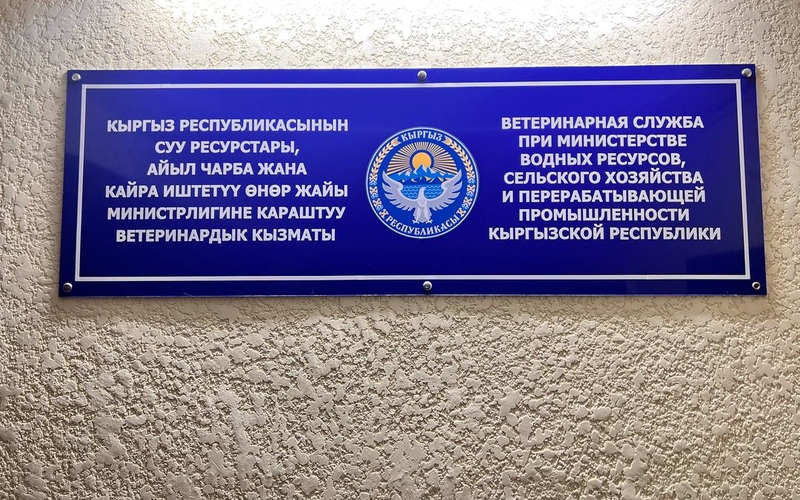 КЫРГЫЗ РЕСПУБЛИКАСЫНЫН
СУУ РЕСУРСТАРЫ,
АЙЫЛ ЧАРБА ЖАНА
КАЙРА ИШТЕТҮҮ ӨНӨР ЖАЙЫ
МИНИСТРЛИГИНЕ КАРАШТУУ
ВЕТЕРИНАРДЫК КЫЗМАТЫ
КЫРГЫЗ
РЕСПУБЛИКАСЫ
ВЕТЕРИНАРНАЯ СЛУЖБА
ПРИ МИНИСТЕРСТВЕ
ВОДНЫХ РЕСУРСОВ,
СЕЛЬСКОГО ХОЗЯЙСТВА
И ПЕРЕРАБАТЫВАЮЩЕЙ
ПРОМЫШЛЕННОСТИ
КЫРГЫЗСКОЙ РЕСПУБЛИКИ